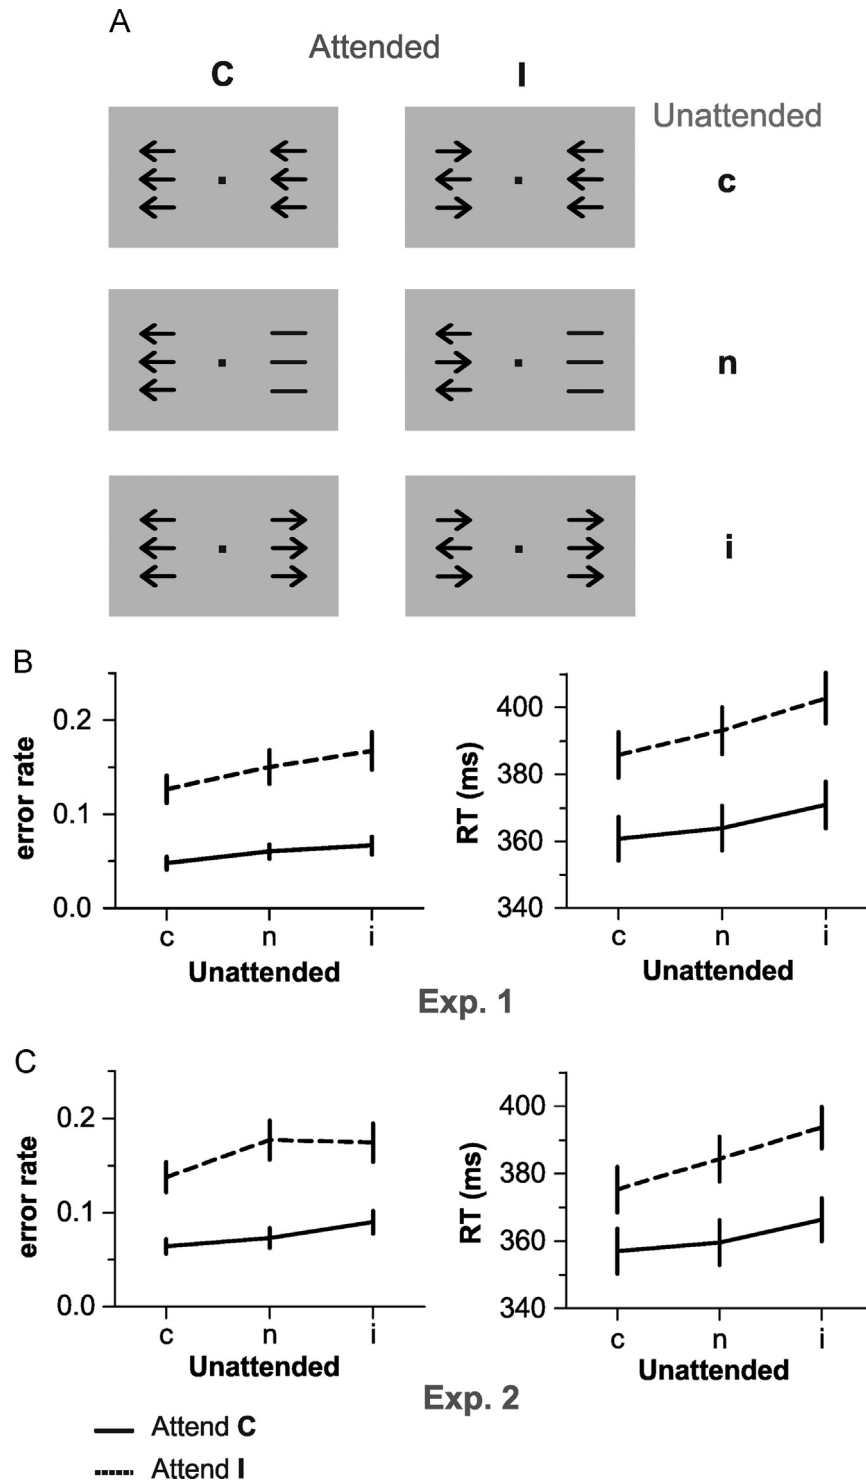 A
Attended
C I
Unattended
c
n
i
B
error rate
0.2
0.1
0.0
c n i
Unattended
RT (ms)
400
380
360
340
c n i
Unattended
Exp. 1
C
error rate
0.2
0.1
0.0
c n i
Unattended
RT (ms)
400
380
360
340
c n i
Unattended
Exp. 2
Attend C
Attend I